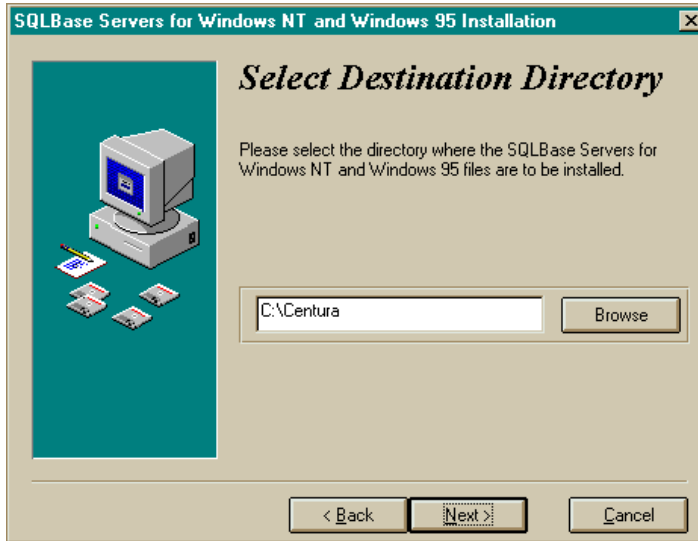 SQLBase Servers for Windows NT and Windows 95 Installation
Select Destination Directory
Please select the directory where the SQLBase Servers for
Windows NT and Windows 95 files are to be installed.
C:\Centura
Browse
< Back
Next >
Cancel